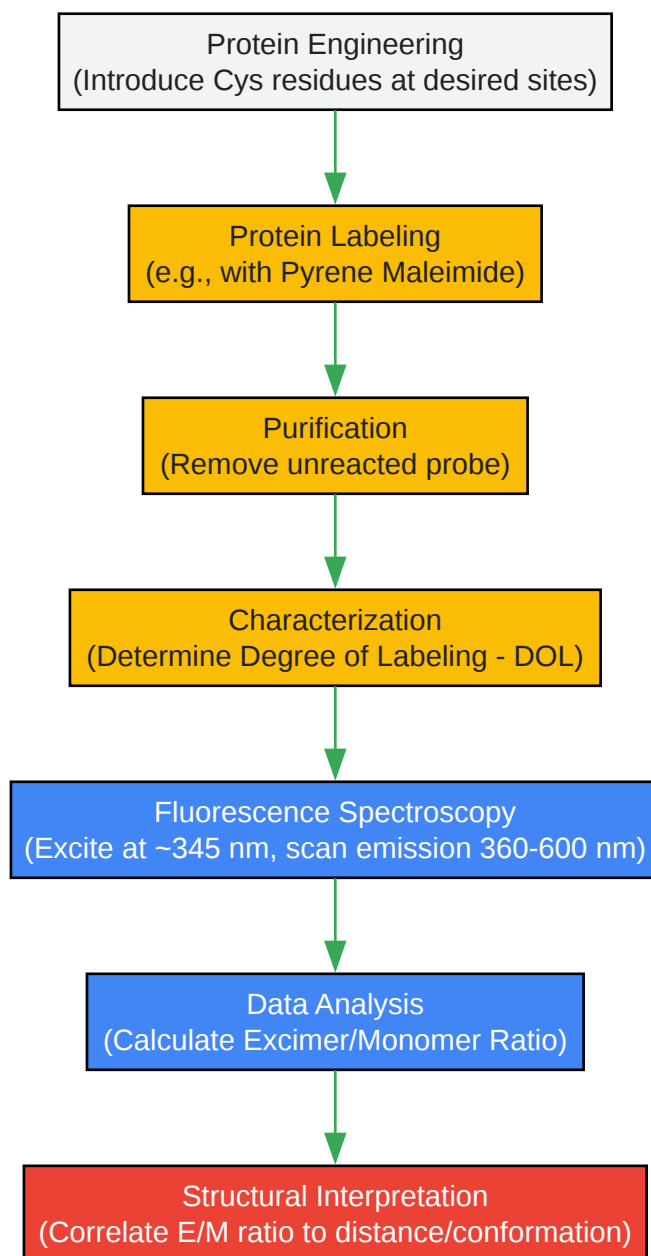 Protein Engineering
(Introduce Cys residues at desired sites)
Protein Labeling
(e.g., with Pyrene Maleimide)
Purification
(Remove unreacted probe)
Characterization
(Determine Degree of Labeling - DOL)
Fluorescence Spectroscopy
(Excite at ~345 nm, scan emission 360-600 nm)
Data Analysis
(Calculate Excimer/Monomer Ratio)
Structural Interpretation
(Correlate E/M ratio to distance/conformation)